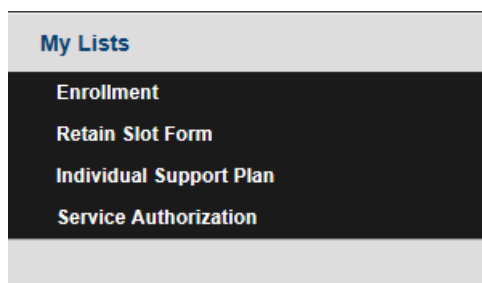 My Lists
Enrollment
Retain Slot Form
Individual Support Plan
Service Authorization